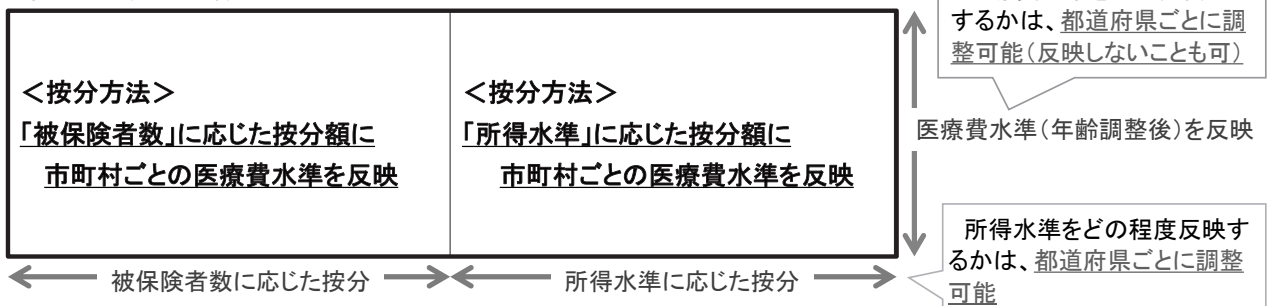 するかは、都道府県ごとに調
整可能(反映しないことも可)
<按分方法>
「被保険者数」に応じた按分額に
市町村ごとの医療費水準を反映
<按分方法>
「所得水準」に応じた按分額に
市町村ごとの医療費水準を反映
医療費水準(年齢調整後)を反映
所得水準をどの程度反映す
るかは、都道府県ごとに調整
可能
被保険者数に応じた按分
所得水準に応じた按分